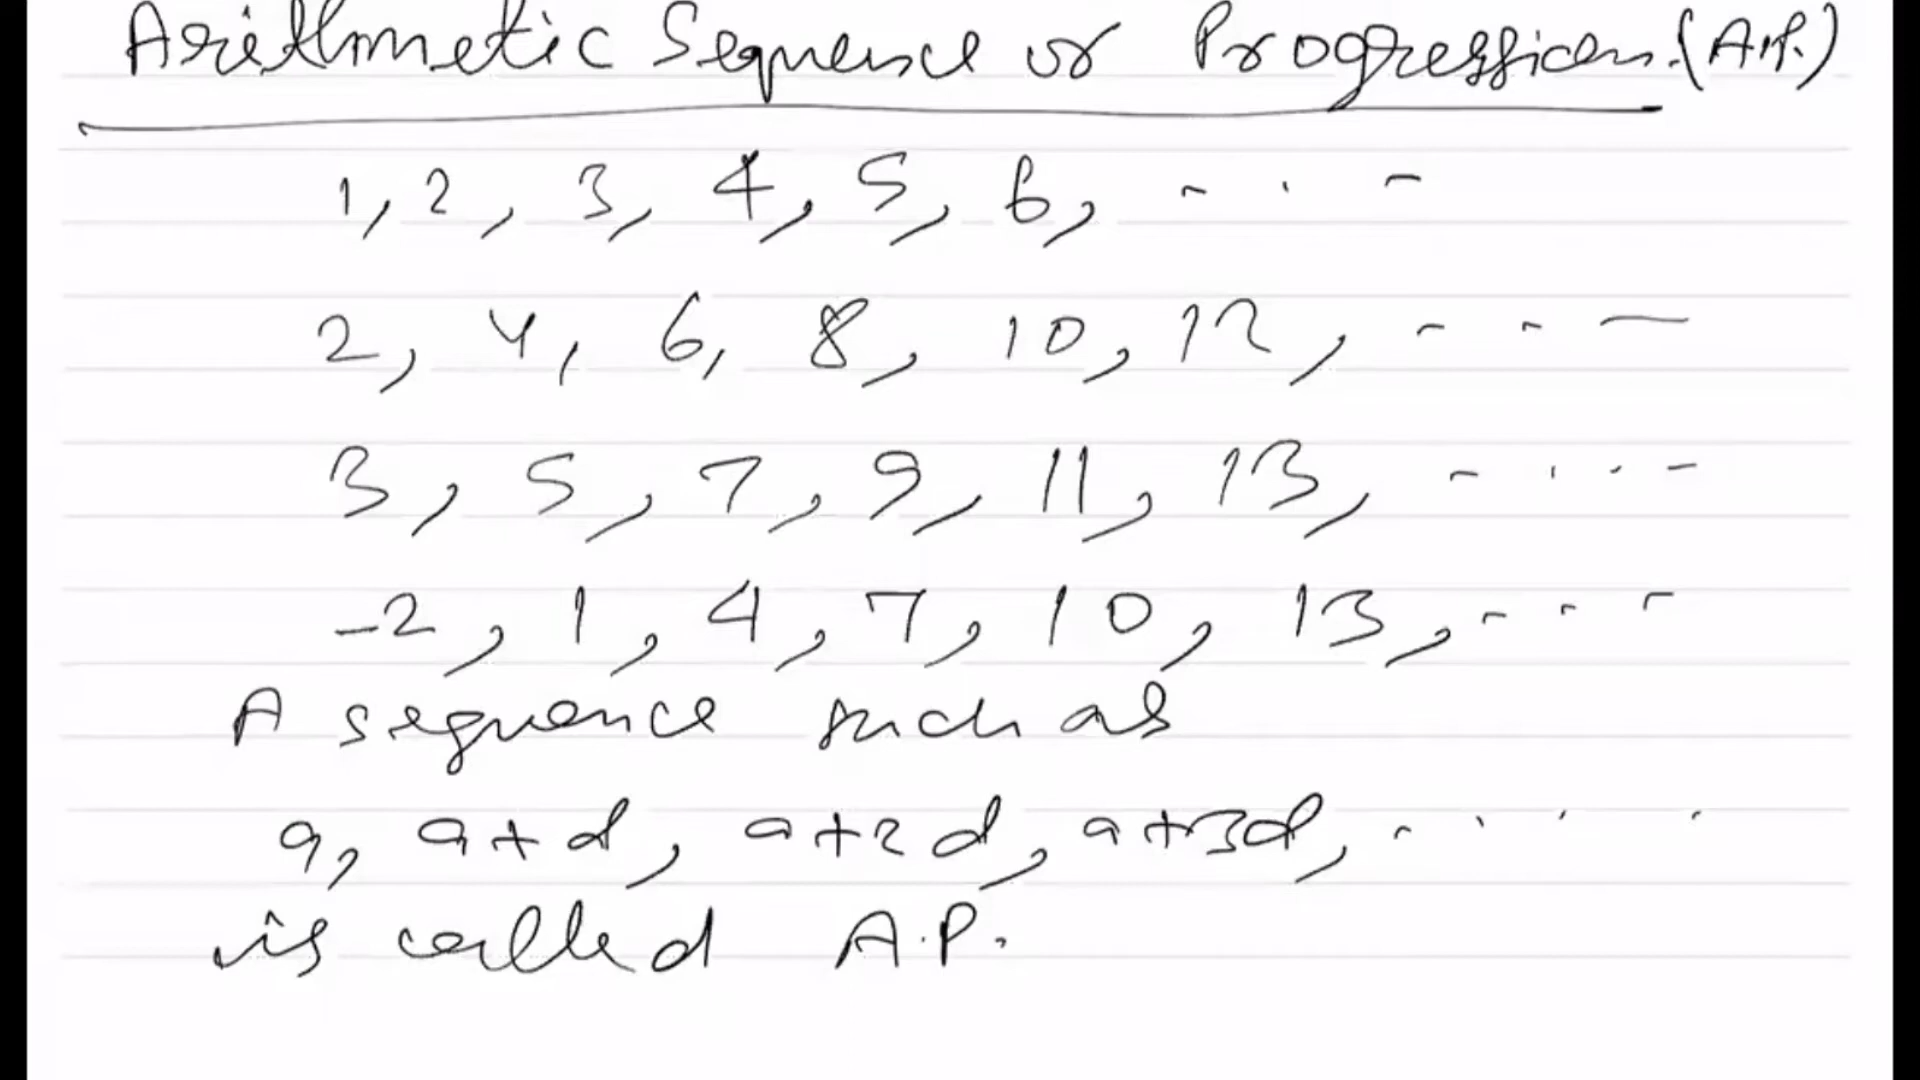 Arithmetic Sequence or Progression.(A.P.)
1, 2, 3, 4, 5, 6, - - -
2, 4, 6, 8, 10, 12, - - -
3, 5, 7, 9, 11, 13, - - - -
-2, 1, 4, 7, 10, 13, - - -
A sequence such as
a, a+d, a+2d, a+3d, - - - -
is called A.P.